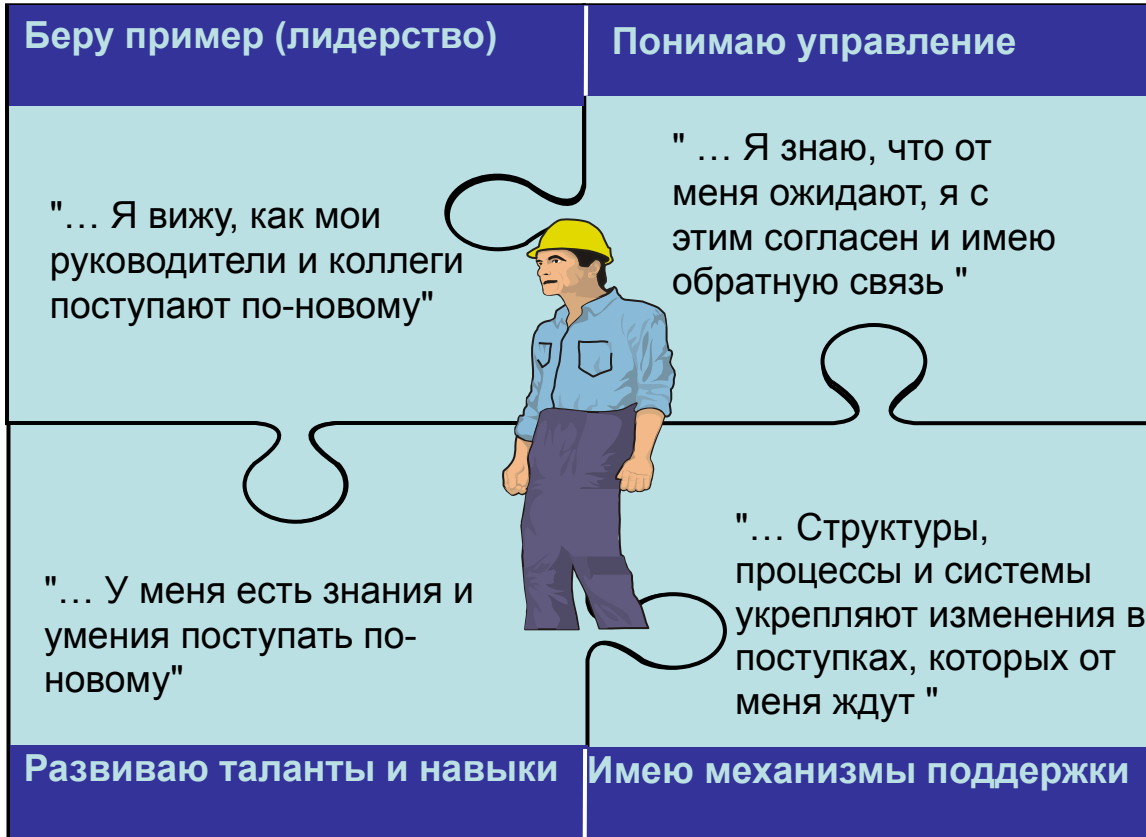 Беру пример (лидерство)
Понимаю управление
"… Я вижу, как мои
руководители и коллеги
поступают по-новому"
" … Я знаю, что от
меня ожидают, я с
этим согласен и имею
обратную связь "
"… У меня есть знания и
умения поступать по-
новому"
"… Структуры,
процессы и системы
укрепляют изменения в
поступках, которых от
меня ждут "
Развиваю таланты и навыки
Имею механизмы поддержки